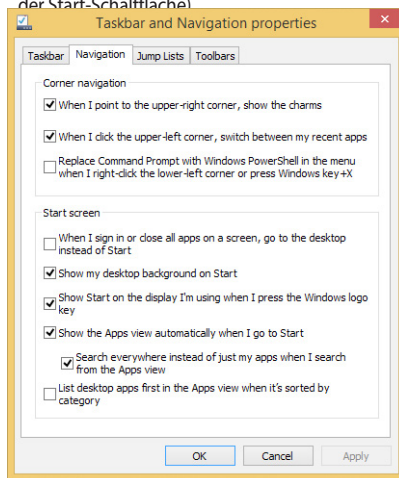 der Start-Schaltfläche)
Taskbar and Navigation properties
Taskbar Navigation Jump Lists Toolbars
Corner navigation
When I point to the upper-right corner, show the charms
When I click the upper-left corner, switch between my recent apps
Replace Command Prompt with Windows PowerShell in the menu
when I right-click the lower-left corner or press Windows key+X
Start screen
When I sign in or close all apps on a screen, go to the desktop
instead of Start
Show my desktop background on Start
Show Start on the display I'm using when I press the Windows logo
key
Show the Apps view automatically when I go to Start
Search everywhere instead of just my apps when I search
from the Apps view
List desktop apps first in the Apps view when it's sorted by
category
OK Cancel Apply